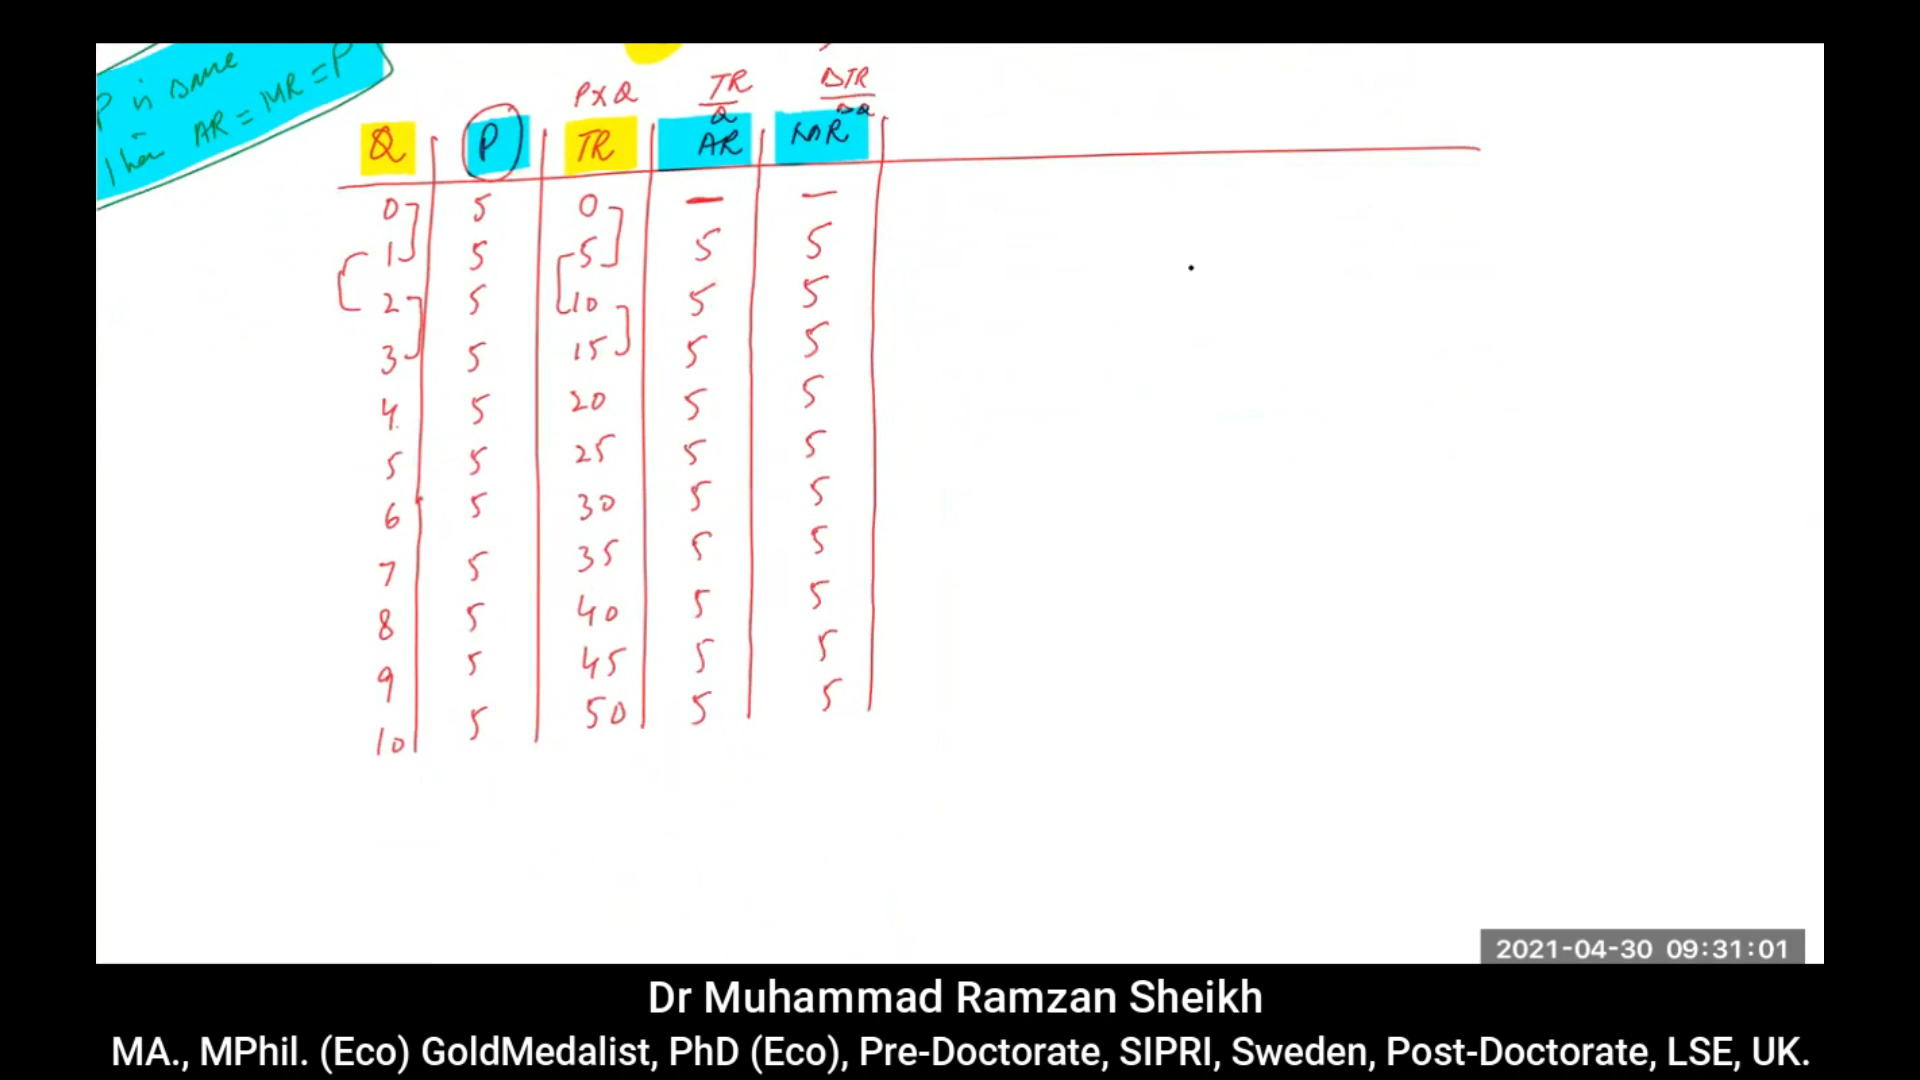 P is same
then AR = MR = P
PxQ TR/Q ΔTR/ΔQ
Q P TR AR MR
0 5 0 — —
1 5 5 5 5
2 5 10 5 5
3 5 15 5 5
4 5 20 5 5
5 5 25 5 5
6 5 30 5 5
7 5 35 5 5
8 5 40 5 5
9 5 45 5 5
10 5 50 5 5
2021-04-30 09:31:01
Dr Muhammad Ramzan Sheikh
MA., MPhil. (Eco) GoldMedalist, PhD (Eco), Pre-Doctorate, SIPRI, Sweden, Post-Doctorate, LSE, UK.